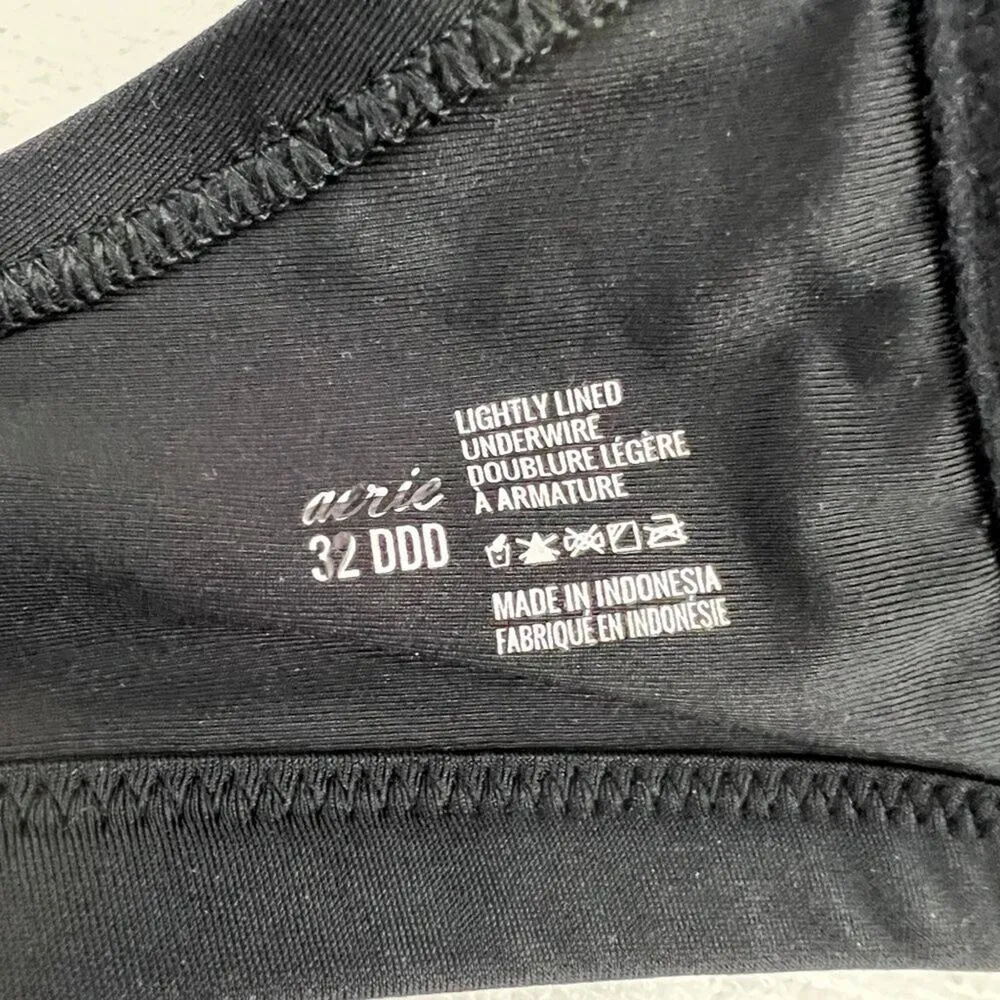 aerie
32 DDD
LIGHTLY LINED
UNDERWIRE
DOUBLURE LÉGÈRE
À ARMATURE
MADE IN INDONESIA
FABRIQUÉ EN INDONÉSIE